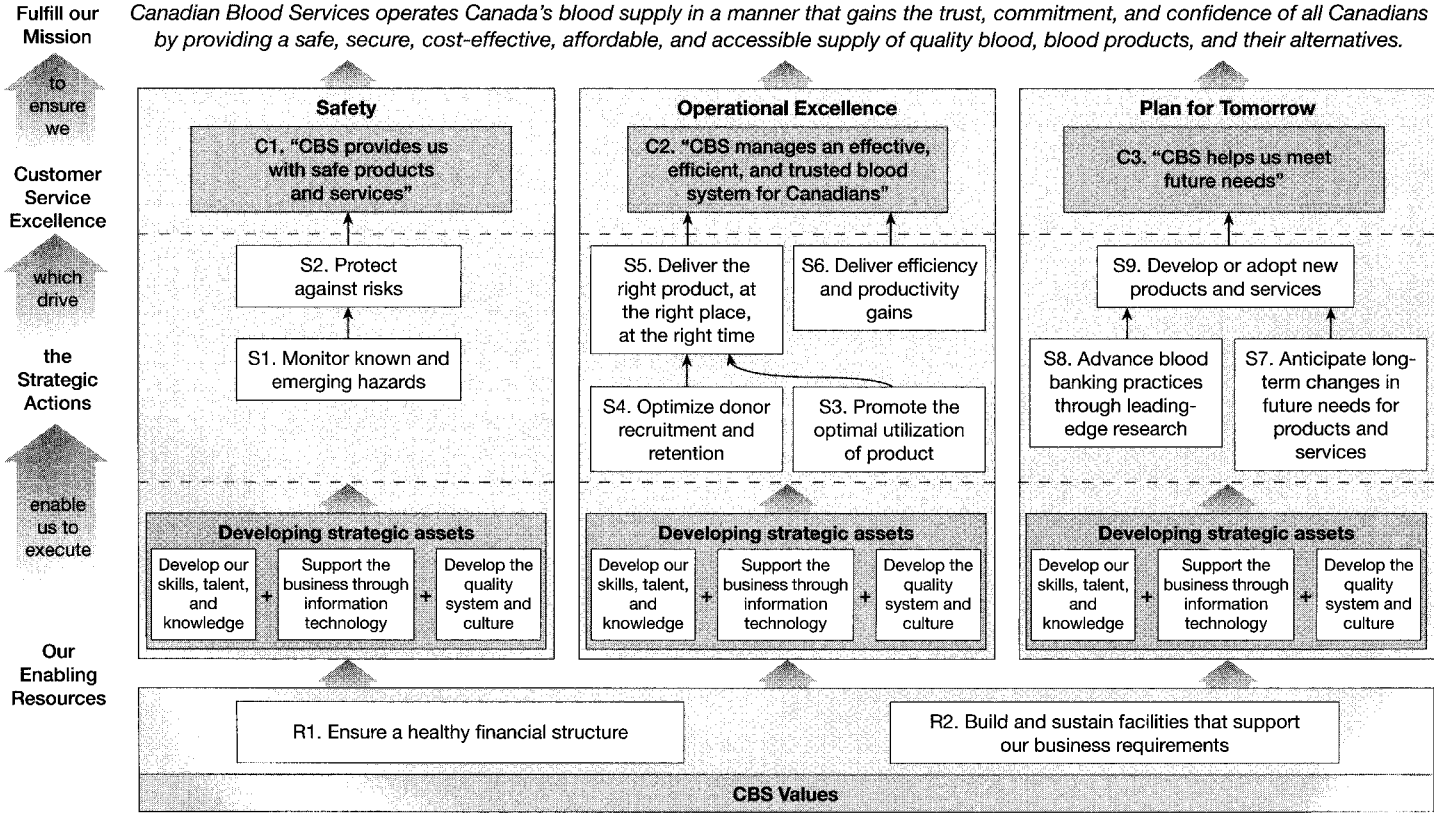 Fulfill our
Mission
Canadian Blood Services operates Canada's blood supply in a manner that gains the trust, commitment, and confidence of all Canadians
by providing a safe, secure, cost-effective, affordable, and accessible supply of quality blood, blood products, and their alternatives.
to
ensure
we
Customer
Service
Excellence
which
drive
the
Strategic
Actions
enable
us to
execute
Our
Enabling
Resources
Safety
C1. “CBS provides us
with safe products
and services”
S2. Protect
against risks
S1. Monitor known and
emerging hazards
Developing strategic assets
Develop our
skills, talent,
and
knowledge
+
Support the
business through
information
technology
+
Develop the
quality
system and
culture
Operational Excellence
C2. “CBS manages an effective,
efficient, and trusted blood
system for Canadians”
S5. Deliver the
right product, at
the right place,
at the right time
S6. Deliver efficiency
and productivity
gains
S4. Optimize donor
recruitment and
retention
S3. Promote the
optimal utilization
of product
Developing strategic assets
Develop our
skills, talent,
and
knowledge
+
Support the
business through
information
technology
+
Develop the
quality
system and
culture
Plan for Tomorrow
C3. “CBS helps us meet
future needs”
S9. Develop or adopt new
products and services
S8. Advance blood
banking practices
through leading-
edge research
S7. Anticipate long-
term changes in
future needs for
products and
services
Developing strategic assets
Develop our
skills, talent,
and
knowledge
+
Support the
business through
information
technology
+
Develop the
quality
system and
culture
R1. Ensure a healthy financial structure
R2. Build and sustain facilities that support
our business requirements
CBS Values